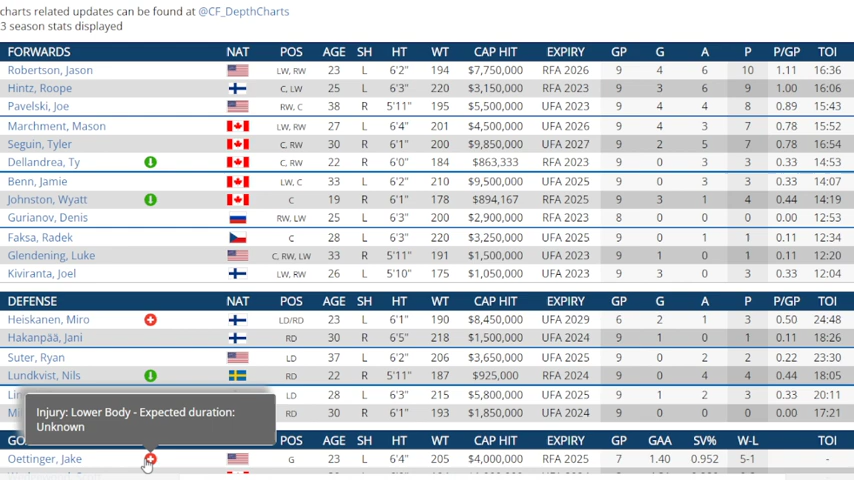 charts related updates can be found at @CF_DepthCharts
3 season stats displayed
FORWARDS NAT POS AGE SH HT WT CAP HIT EXPIRY GP G A P P/GP TOI
Robertson, Jason LW, RW 23 L 6'2" 194 $7,750,000 RFA 2026 9 4 6 10 1.11 16:36
Hintz, Roope C, LW 25 L 6'3" 220 $3,150,000 RFA 2023 9 3 6 9 1.00 16:06
Pavelski, Joe RW, C 38 R 5'11" 195 $5,500,000 UFA 2023 9 4 4 8 0.89 15:43
Marchment, Mason LW, RW 27 L 6'4" 201 $4,500,000 UFA 2026 9 4 3 7 0.78 15:52
Seguin, Tyler C, RW 30 R 6'1" 200 $9,850,000 UFA 2027 9 2 5 7 0.78 16:54
Dellandrea, Ty C, RW 22 R 6'0" 184 $863,333 RFA 2023 9 0 3 3 0.33 14:53
Benn, Jamie LW, C 33 L 6'2" 210 $9,500,000 UFA 2025 9 0 3 3 0.33 14:07
Johnston, Wyatt C 19 R 6'1" 178 $894,167 RFA 2025 9 3 1 4 0.44 14:19
Gurianov, Denis RW, LW 25 L 6'3" 200 $2,900,000 RFA 2023 8 0 0 0 0.00 12:53
Faksa, Radek C 28 L 6'3" 220 $3,250,000 UFA 2025 9 0 1 1 0.11 12:34
Glendening, Luke C, RW, LW 33 R 5'11" 191 $1,500,000 UFA 2023 9 1 0 1 0.11 12:20
Kiviranta, Joel LW, RW 26 L 5'10" 175 $1,050,000 UFA 2023 9 3 0 3 0.33 12:04
DEFENSE NAT POS AGE SH HT WT CAP HIT EXPIRY GP G A P P/GP TOI
Heiskanen, Miro LD/RD 23 L 6'1" 190 $8,450,000 UFA 2029 6 2 1 3 0.50 24:48
Hakanpää, Jani RD 30 R 6'5" 218 $1,500,000 UFA 2024 9 1 0 1 0.11 18:26
Suter, Ryan LD 37 L 6'2" 206 $3,650,000 UFA 2025 9 0 2 2 0.22 23:30
Lundkvist, Nils RD 22 R 5'11" 187 $925,000 RFA 2024 9 0 4 4 0.44 18:05
Lin LD 28 L 6'3" 215 $5,800,000 UFA 2025 9 1 2 3 0.33 20:11
Mi RD 30 R 6'1" 193 $1,850,000 UFA 2024 9 0 0 0 0.00 17:21
Injury: Lower Body - Expected duration:
Unknown
GO NAT POS AGE SH HT WT CAP HIT EXPIRY GP GAA SV% W-L TOI
Oettinger, Jake G 23 L 6'4" 205 $4,000,000 RFA 2025 7 1.40 0.952 5-1 -